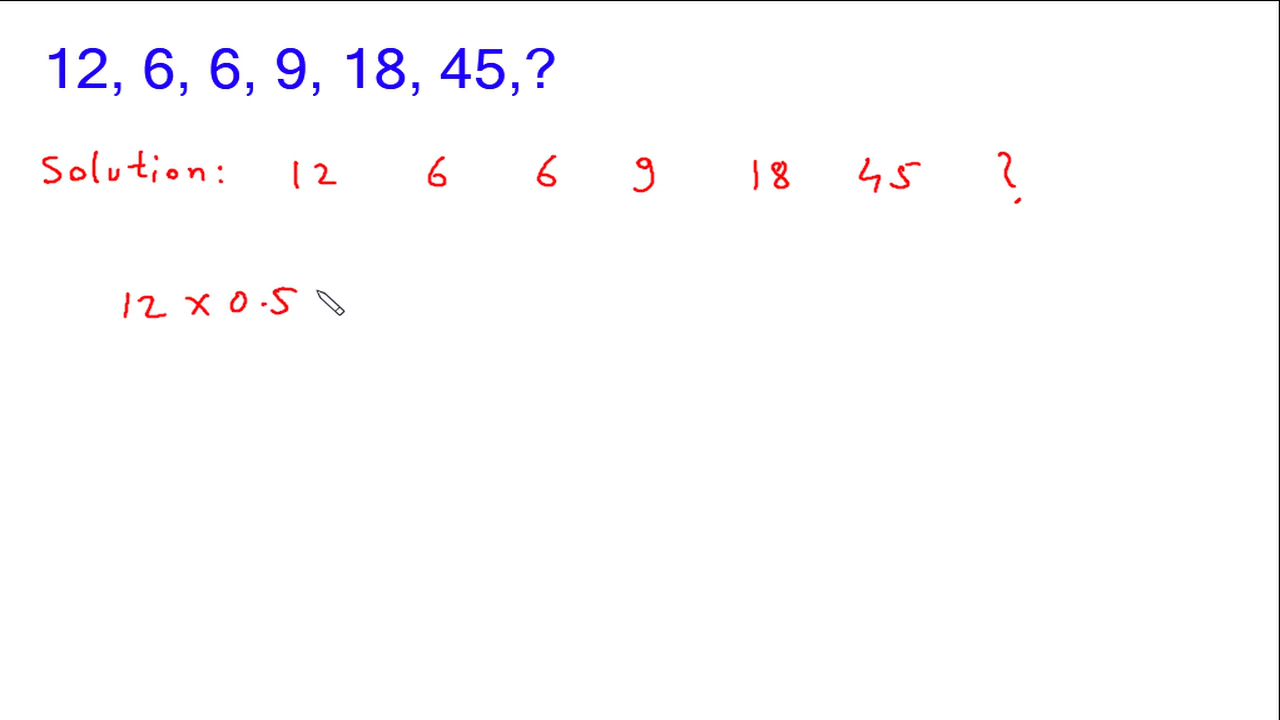 12, 6, 6, 9, 18, 45,?
Solution: 12 6 6 9 18 45 ?
12 x 0.5